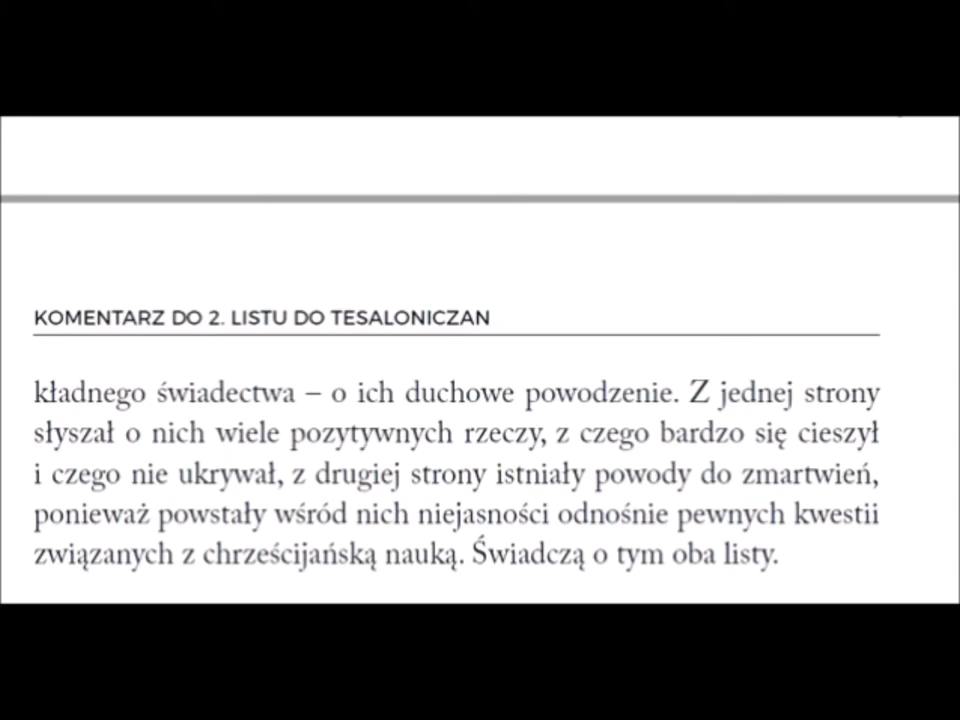 KOMENTARZ DO 2. LISTU DO TESALONICZAN
kładnego świadectwa – o ich duchowe powodzenie. Z jednej strony
słyszał o nich wiele pozytywnych rzeczy, z czego bardzo się cieszył
i czego nie ukrywał, z drugiej strony istniały powody do zmartwień,
ponieważ powstały wśród nich niejasności odnośnie pewnych kwestii
związanych z chrześcijańską nauką. Świadczą o tym oba listy.